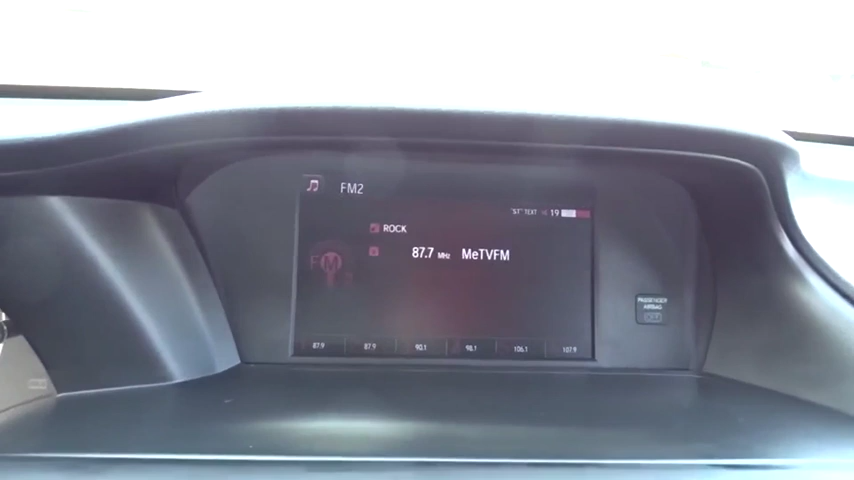 FM2
"ST" TEXT 19
ROCK
87.7 MHz MeTVFM
FM
87.9 87.9 90.1 98.1 106.1 107.9
PASSENGER
AIRBAG